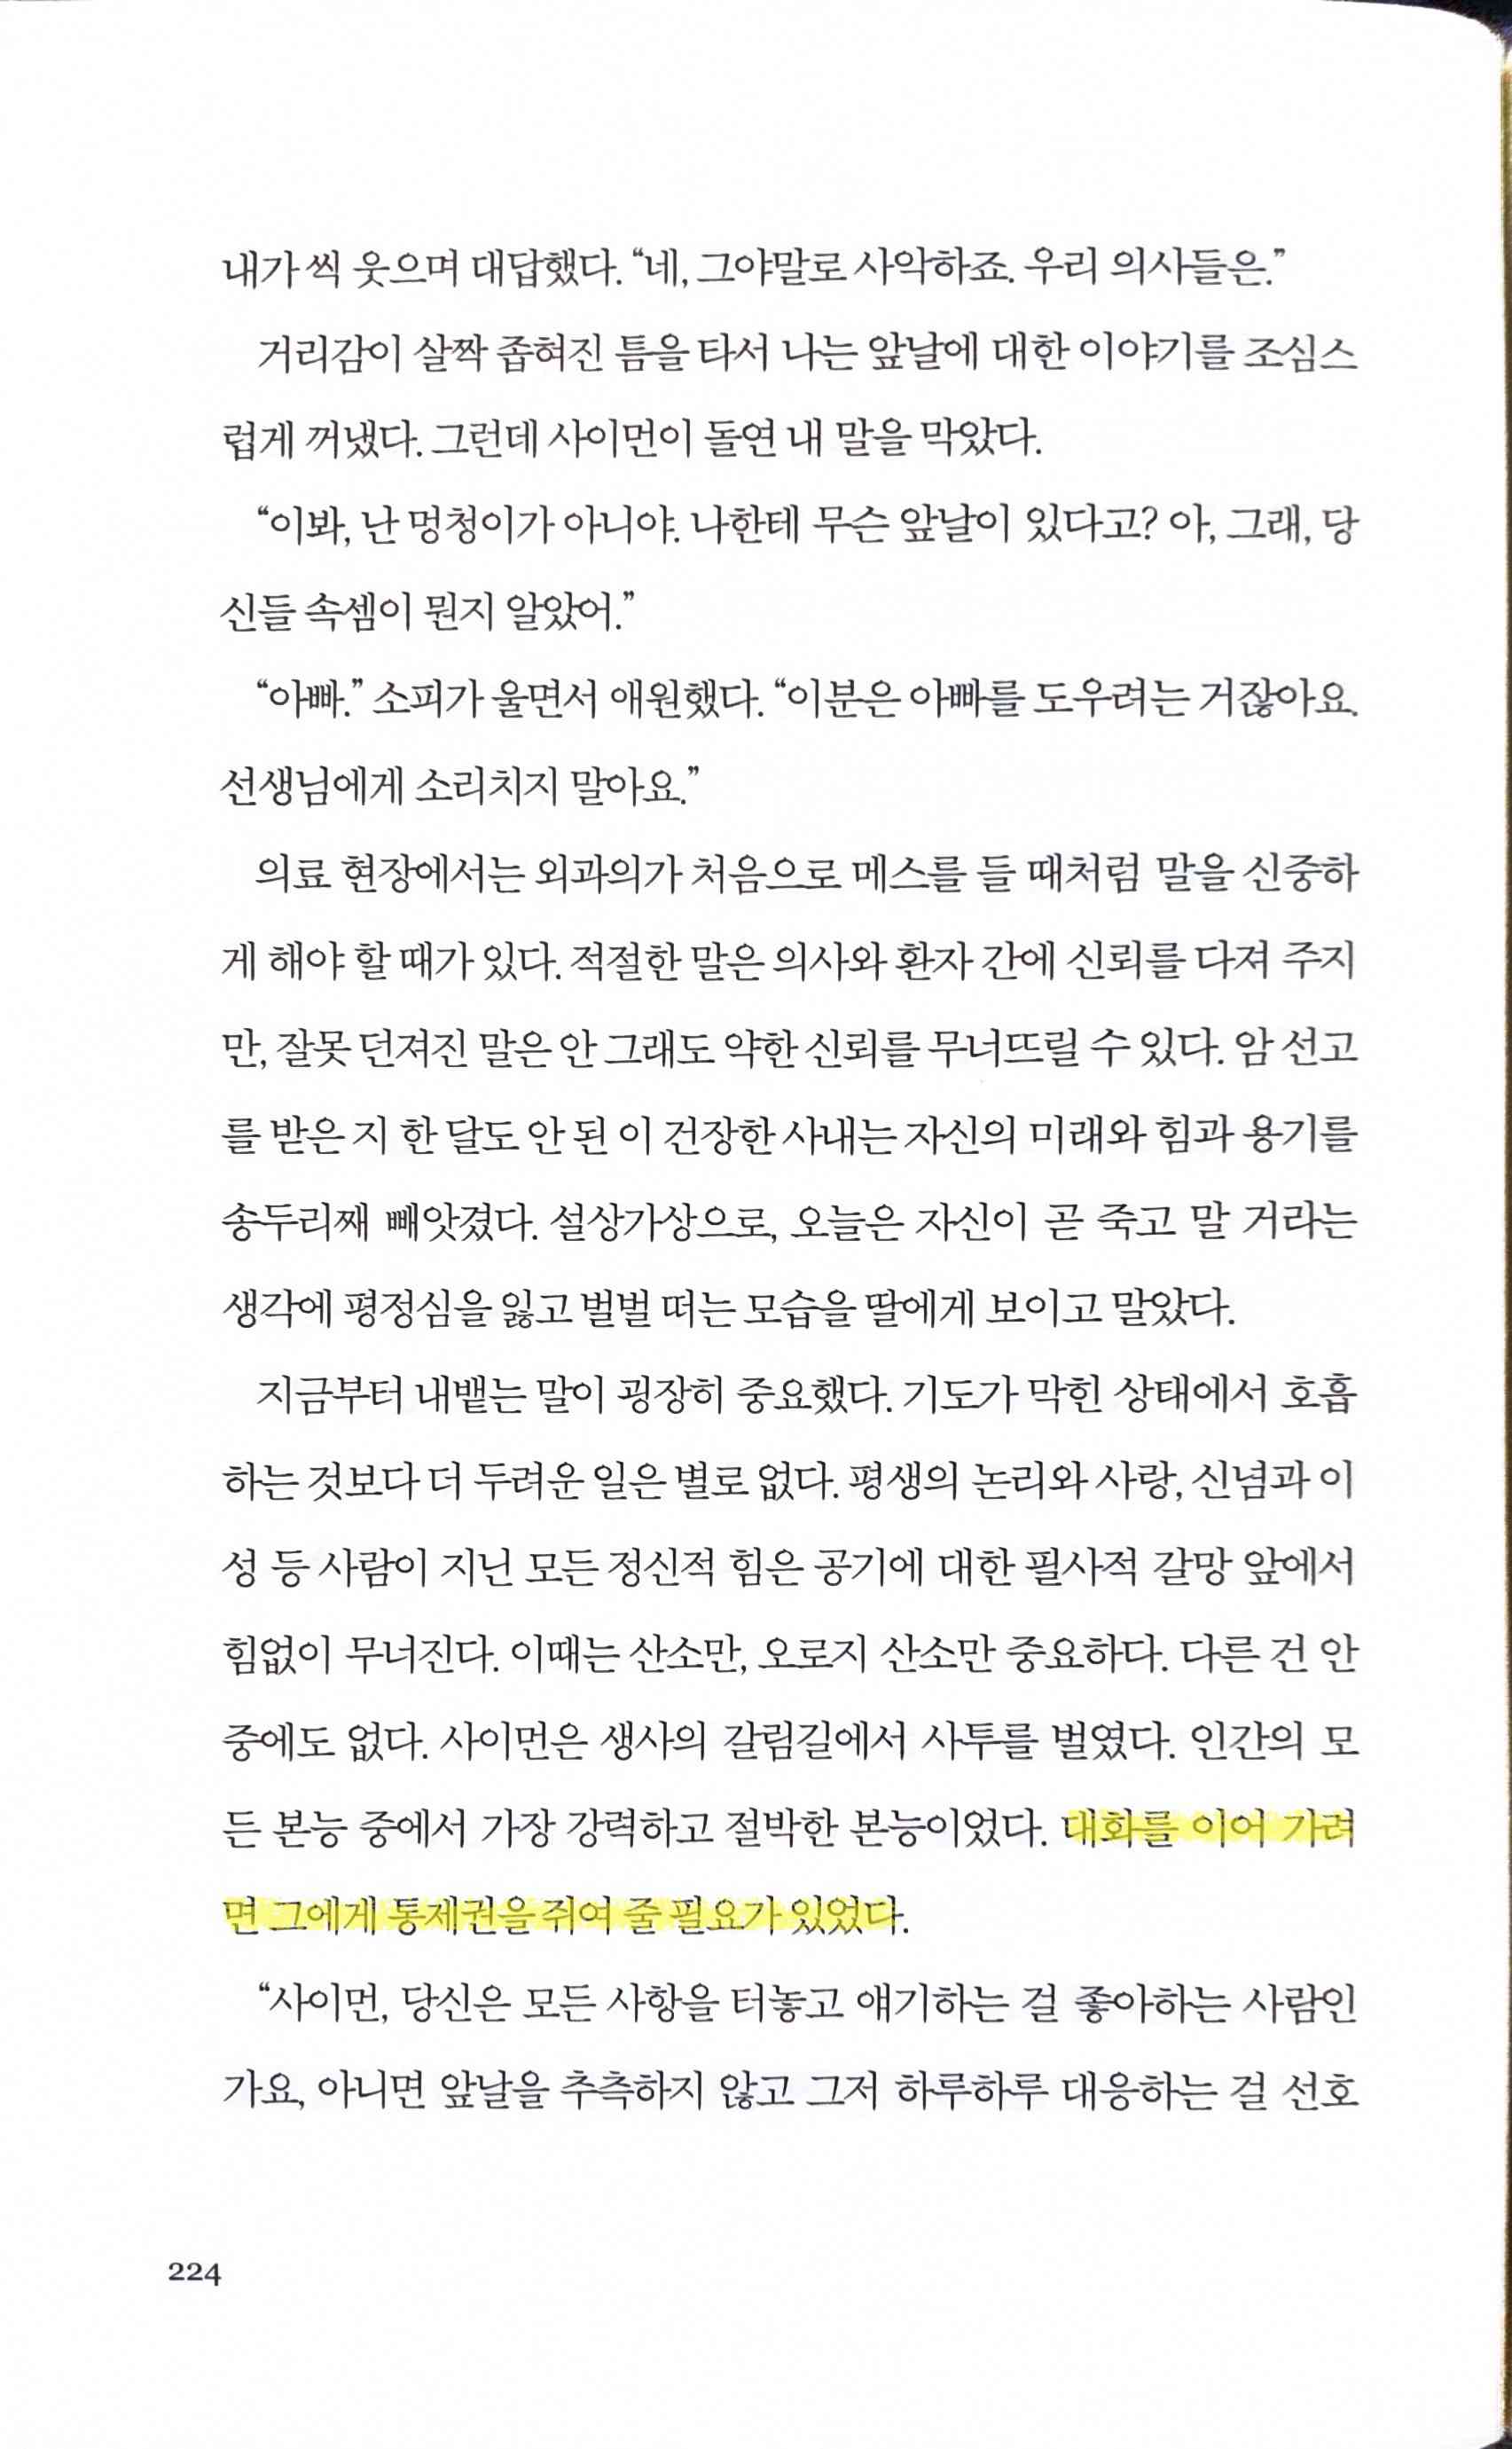 내가 씩 웃으며 대답했다. “네, 그야말로 사악하죠. 우리 의사들은.”
거리감이 살짝 좁혀진 틈을 타서 나는 앞날에 대한 이야기를 조심스
럽게 꺼냈다. 그런데 사이먼이 돌연 내 말을 막았다.
“이봐, 난 멍청이가 아니야. 나한테 무슨 앞날이 있다고? 아, 그래, 당
신들 속셈이 뭔지 알았어.”
“아빠.” 소피가 울면서 애원했다. “이분은 아빠를 도우려는 거잖아요.
선생님에게 소리치지 말아요.”
의료 현장에서는 외과의가 처음으로 메스를 들 때처럼 말을 신중하
게 해야 할 때가 있다. 적절한 말은 의사와 환자 간에 신뢰를 다져 주지
만, 잘못 던져진 말은 안 그래도 약한 신뢰를 무너뜨릴 수 있다. 암 선고
를 받은 지 한 달도 안 된 이 건장한 사내는 자신의 미래와 힘과 용기를
송두리째 빼앗겼다. 설상가상으로, 오늘은 자신이 곧 죽고 말 거라는
생각에 평정심을 잃고 벌벌 떠는 모습을 딸에게 보이고 말았다.
지금부터 내뱉는 말이 굉장히 중요했다. 기도가 막힌 상태에서 호흡
하는 것보다 더 두려운 일은 별로 없다. 평생의 논리와 사랑, 신념과 이
성 등 사람이 지닌 모든 정신적 힘은 공기에 대한 필사적 갈망 앞에서
힘없이 무너진다. 이때는 산소만, 오로지 산소만 중요하다. 다른 건 안
중에도 없다. 사이먼은 생사의 갈림길에서 사투를 벌였다. 인간의 모
든 본능 중에서 가장 강력하고 절박한 본능이었다. 대화를 이어 가려
면 그에게 통제권을 쥐여 줄 필요가 있었다.
“사이먼, 당신은 모든 사항을 터놓고 얘기하는 걸 좋아하는 사람인
가요, 아니면 앞날을 추측하지 않고 그저 하루하루 대응하는 걸 선호
224